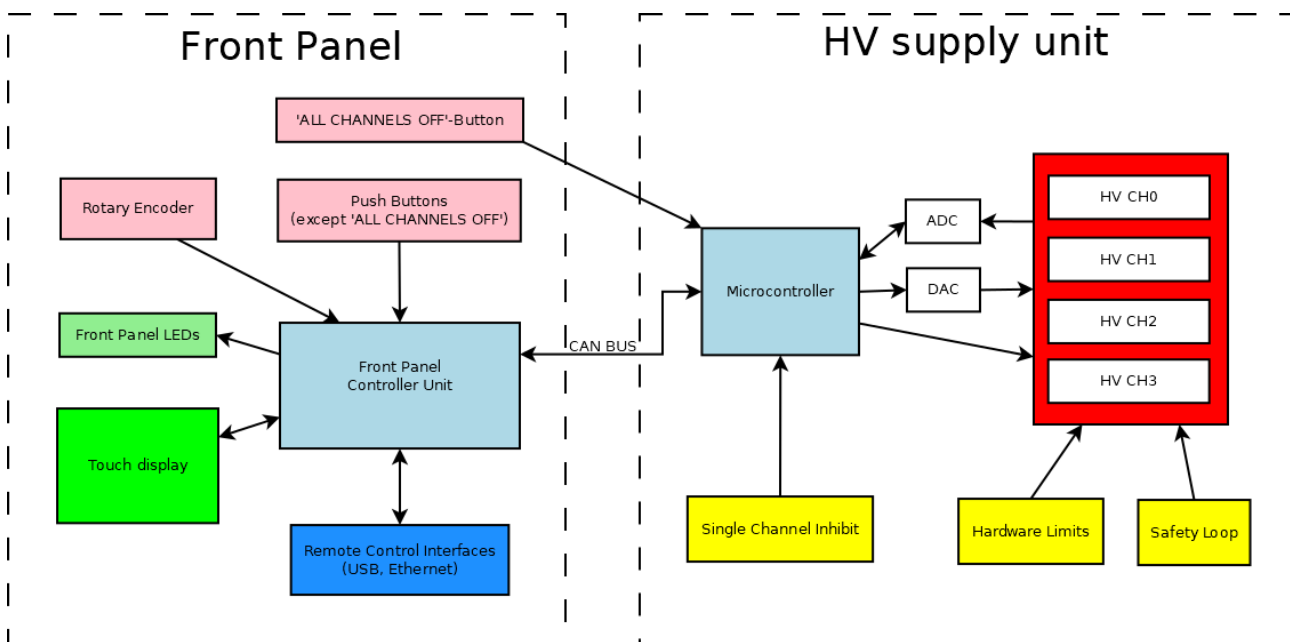 Front Panel
HV supply unit
'ALL CHANNELS OFF'-Button
Rotary Encoder
Push Buttons
(except 'ALL CHANNELS OFF')
Front Panel LEDs
Front Panel
Controller Unit
Touch display
Remote Control Interfaces
(USB, Ethernet)
CAN BUS
Microcontroller
ADC
DAC
HV CH0
HV CH1
HV CH2
HV CH3
Single Channel Inhibit
Hardware Limits
Safety Loop